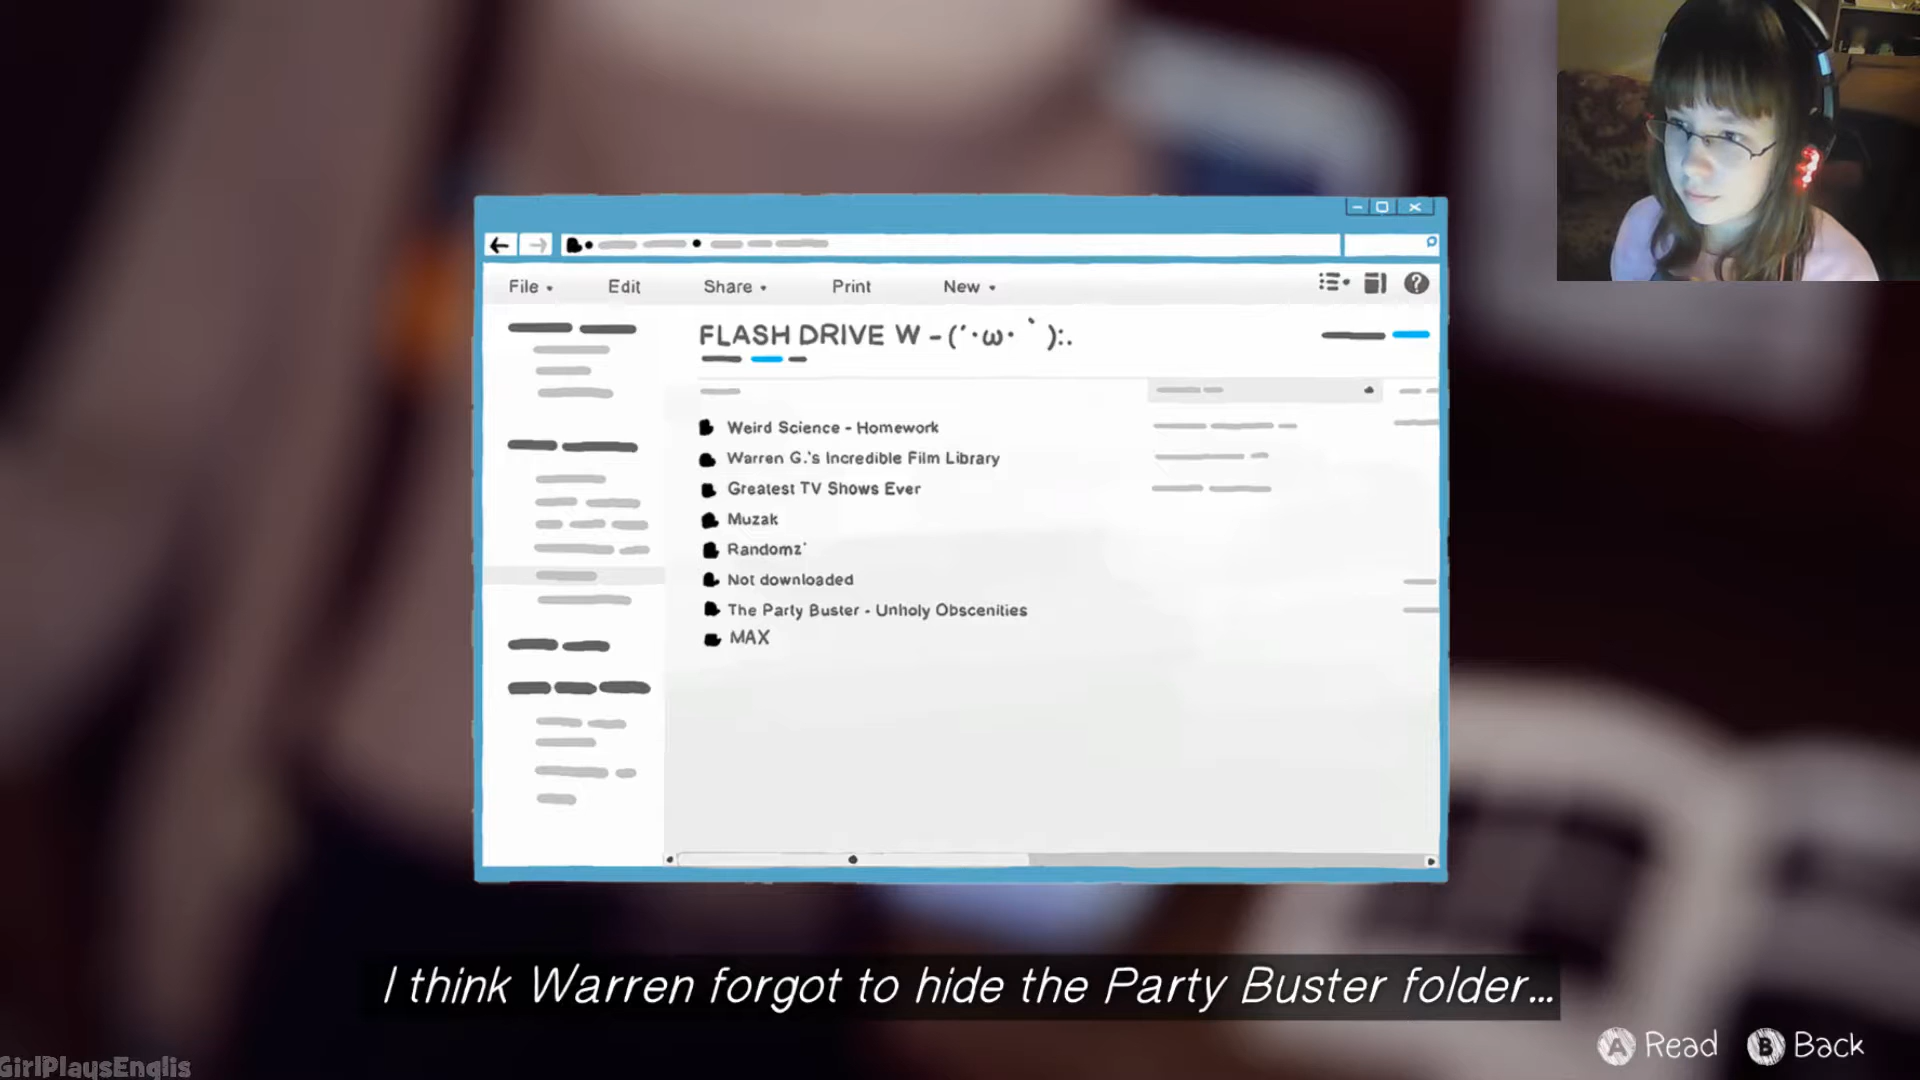 File
Edit
Share
Print
New
FLASH DRIVE W -(´･ω･｀):.
Weird Science - Homework
Warren G.'s Incredible Film Library
Greatest TV Shows Ever
Muzak
Randomz'
Not downloaded
The Party Buster - Unholy Obscenities
MAX
I think Warren forgot to hide the Party Buster folder...
A Read B Back
GirlPlaysEnglis